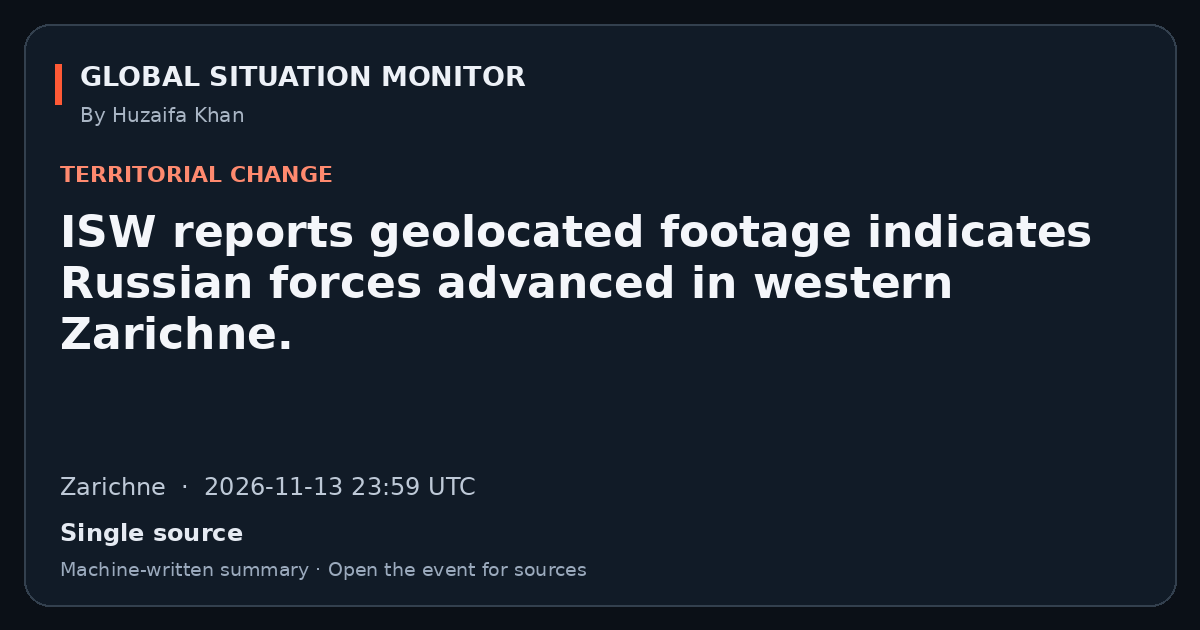 GLOBAL SITUATION MONITOR
By Huzaifa Khan
TERRITORIAL CHANGE
ISW reports geolocated footage indicates
Russian forces advanced in western
Zarichne.
Zarichne · 2026-11-13 23:59 UTC
Single source
Machine-written summary · Open the event for sources